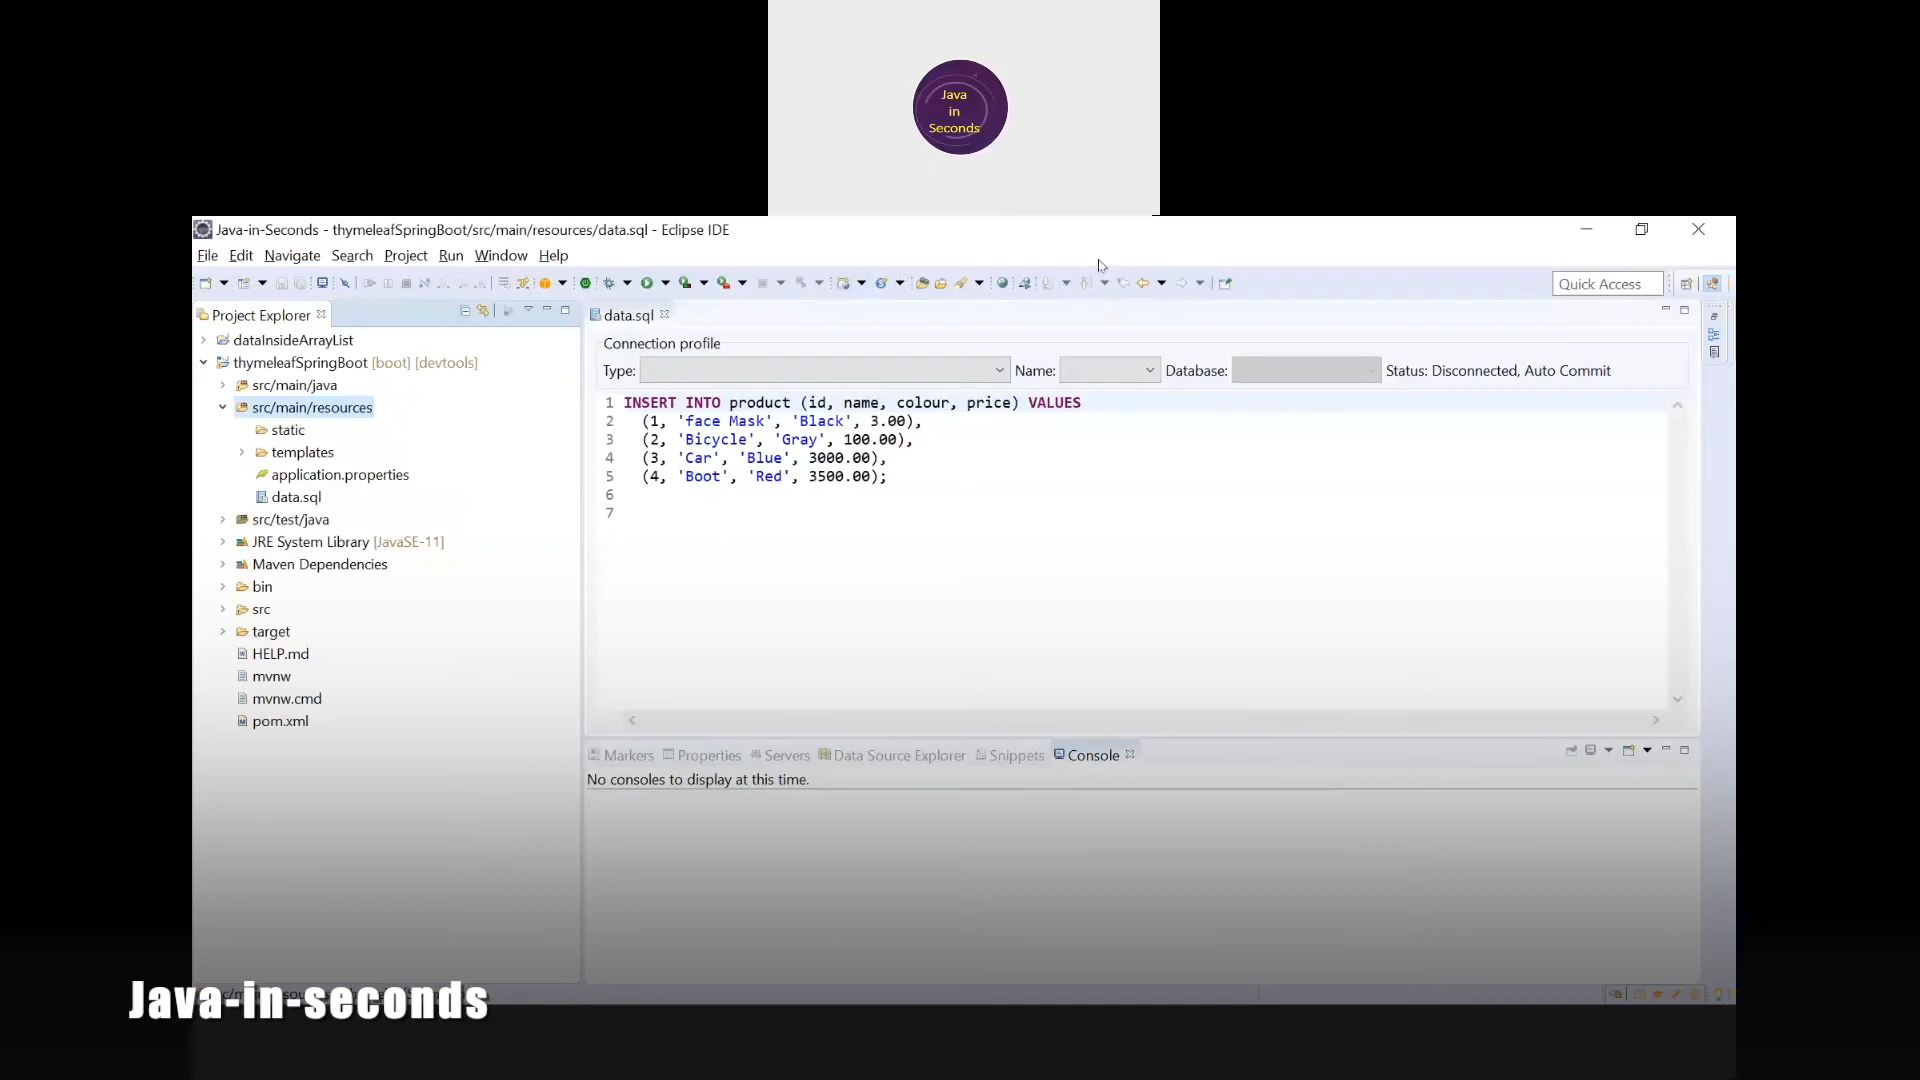 Java
in
Seconds
Java-in-Seconds - thymeleafSpringBoot/src/main/resources/data.sql - Eclipse IDE
File Edit Navigate Search Project Run Window Help
Quick Access
Project Explorer
dataInsideArrayList
thymeleafSpringBoot [boot] [devtools]
src/main/java
src/main/resources
static
templates
application.properties
data.sql
src/test/java
JRE System Library [JavaSE-11]
Maven Dependencies
bin
src
target
HELP.md
mvnw
mvnw.cmd
pom.xml
data.sql
Connection profile
Type: Name: Database: Status: Disconnected, Auto Commit
1 INSERT INTO product (id, name, colour, price) VALUES
2 (1, 'face Mask', 'Black', 3.00),
3 (2, 'Bicycle', 'Gray', 100.00),
4 (3, 'Car', 'Blue', 3000.00),
5 (4, 'Boot', 'Red', 3500.00);
6
7
Markers Properties Servers Data Source Explorer Snippets Console
No consoles to display at this time.
Java-in-seconds